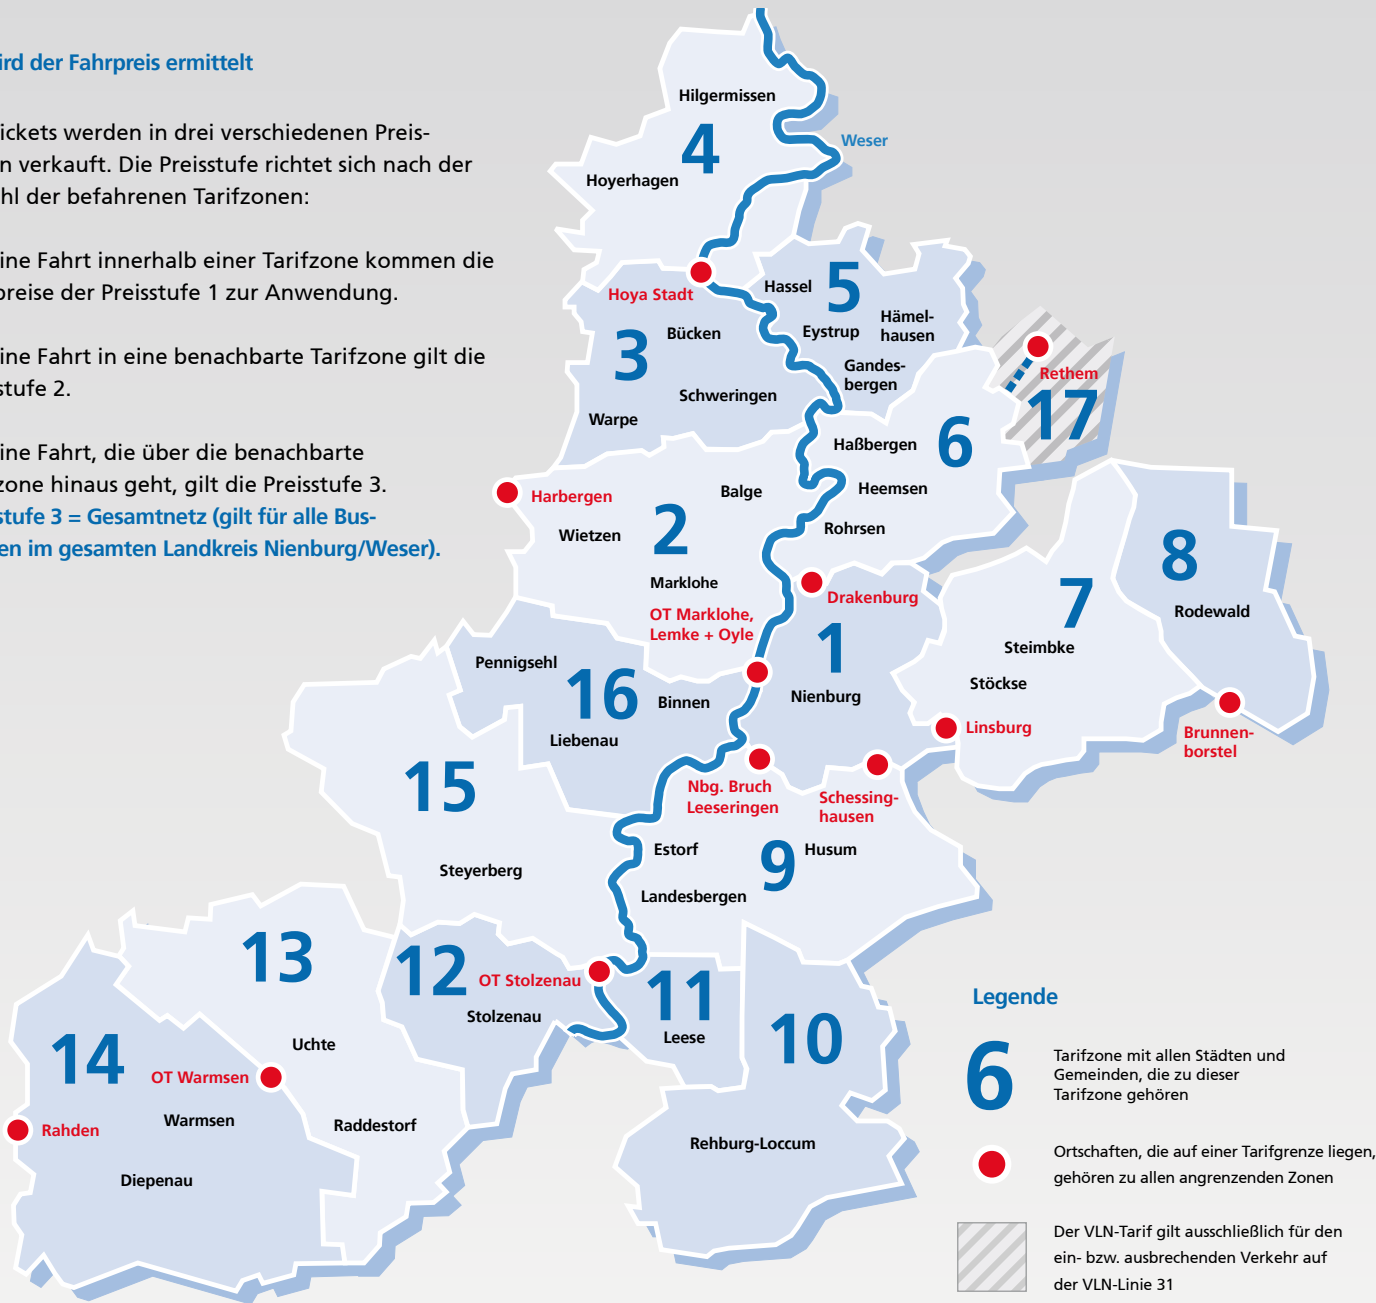 ird der Fahrpreis ermittelt
ickets werden in drei verschiedenen Preis-
n verkauft. Die Preisstufe richtet sich nach der
hl der befahrenen Tarifzonen:
ine Fahrt innerhalb einer Tarifzone kommen die
preise der Preisstufe 1 zur Anwendung.
ine Fahrt in eine benachbarte Tarifzone gilt die
stufe 2.
ine Fahrt, die über die benachbarte
zone hinaus geht, gilt die Preisstufe 3.
stufe 3 = Gesamtnetz (gilt für alle Bus-
en im gesamten Landkreis Nienburg/Weser).
Hilgermissen
4
Hoyerhagen
Weser
Hoya Stadt
Hassel
5
Eystrup
Hämel-
hausen
Gandes-
bergen
3
Bücken
Schweringen
Warpe
Rethem
17
Haßbergen
6
Heemsen
Rohrsen
Harbergen
Balge
Wietzen
2
Marklohe
OT Marklohe,
Lemke + Oyle
Drakenburg
1
Nienburg
7
Steimbke
Stöckse
Linsburg
8
Rodewald
Brunnen-
borstel
Pennigsehl
16
Binnen
Liebenau
Nbg. Bruch
Leeseringen
Schessing-
hausen
15
Steyerberg
Estorf
9
Husum
Landesbergen
13
Uchte
Raddestorf
12
OT Stolzenau
Stolzenau
11
Leese
10
Rehburg-Loccum
14
OT Warmsen
Warmsen
Rahden
Diepenau
Legende
6
Tarifzone mit allen Städten und
Gemeinden, die zu dieser
Tarifzone gehören
Ortschaften, die auf einer Tarifgrenze liegen,
gehören zu allen angrenzenden Zonen
Der VLN-Tarif gilt ausschließlich für den
ein- bzw. ausbrechenden Verkehr auf
der VLN-Linie 31